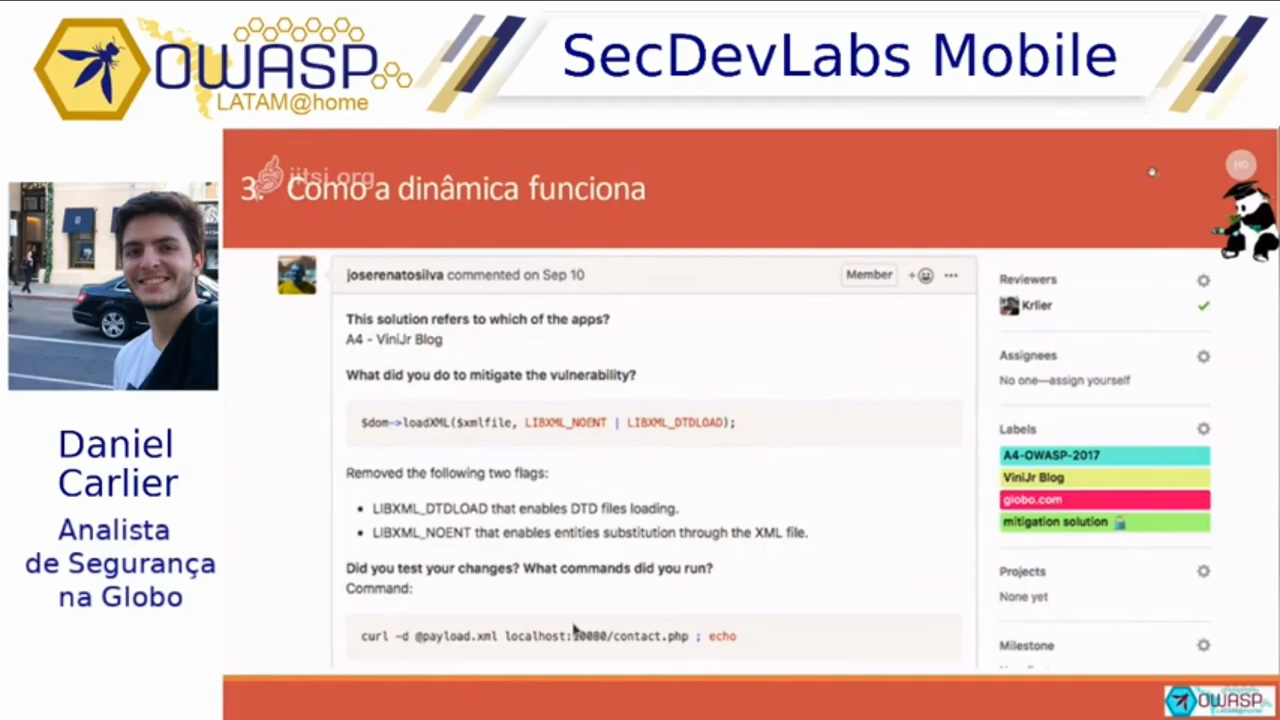 OWASP
LATAM@home
SecDevLabs Mobile
jitsi.org
3. Como a dinâmica funciona
HD
joserenatosilva commented on Sep 10
Member
This solution refers to which of the apps?
A4 - ViniJr Blog
What did you do to mitigate the vulnerability?
$dom->loadXML($xmlfile, LIBXML_NOENT | LIBXML_DTDLOAD);
Removed the following two flags:
• LIBXML_DTDLOAD that enables DTD files loading.
• LIBXML_NOENT that enables entities substitution through the XML file.
Did you test your changes? What commands did you run?
Command:
curl -d @payload.xml localhost:10080/contact.php ; echo
Reviewers
Krlier
Assignees
No one—assign yourself
Labels
A4-OWASP-2017
ViniJr Blog
globo.com
mitigation solution
Projects
None yet
Milestone
Daniel
Carlier
Analista
de Segurança
na Globo
OWASP
LATAM@home